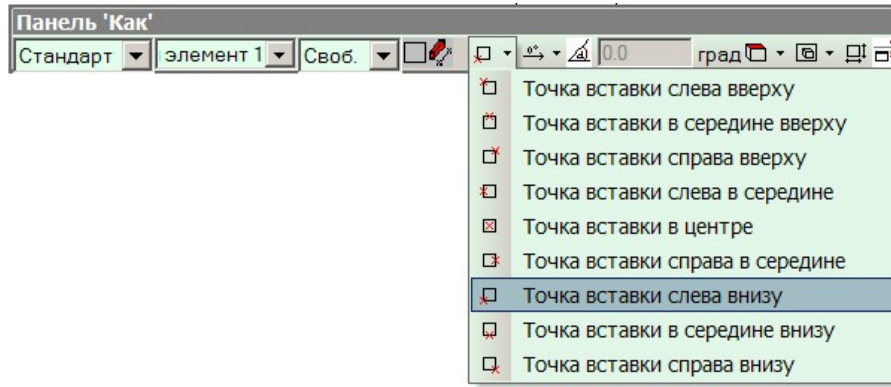 Панель 'Как'
Стандарт элемент 1 Своб. 0° 0.0 град
Точка вставки слева вверху
Точка вставки в середине вверху
Точка вставки справа вверху
Точка вставки слева в середине
Точка вставки в центре
Точка вставки справа в середине
Точка вставки слева внизу
Точка вставки в середине внизу
Точка вставки справа внизу